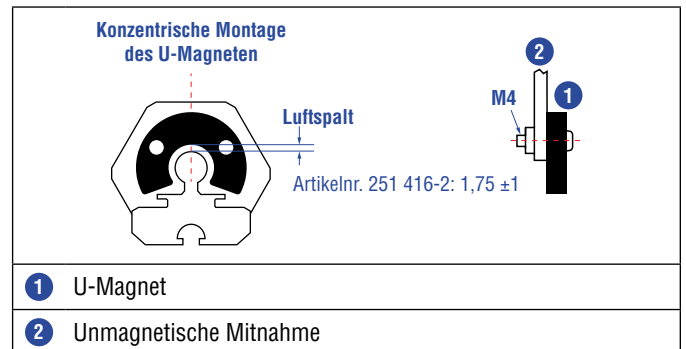 Konzentrische Montage
des U-Magneten
2
1
M4
Luftspalt
Artikelnr. 251 416-2: 1,75 ±1
1 U-Magnet
2 Unmagnetische Mitnahme